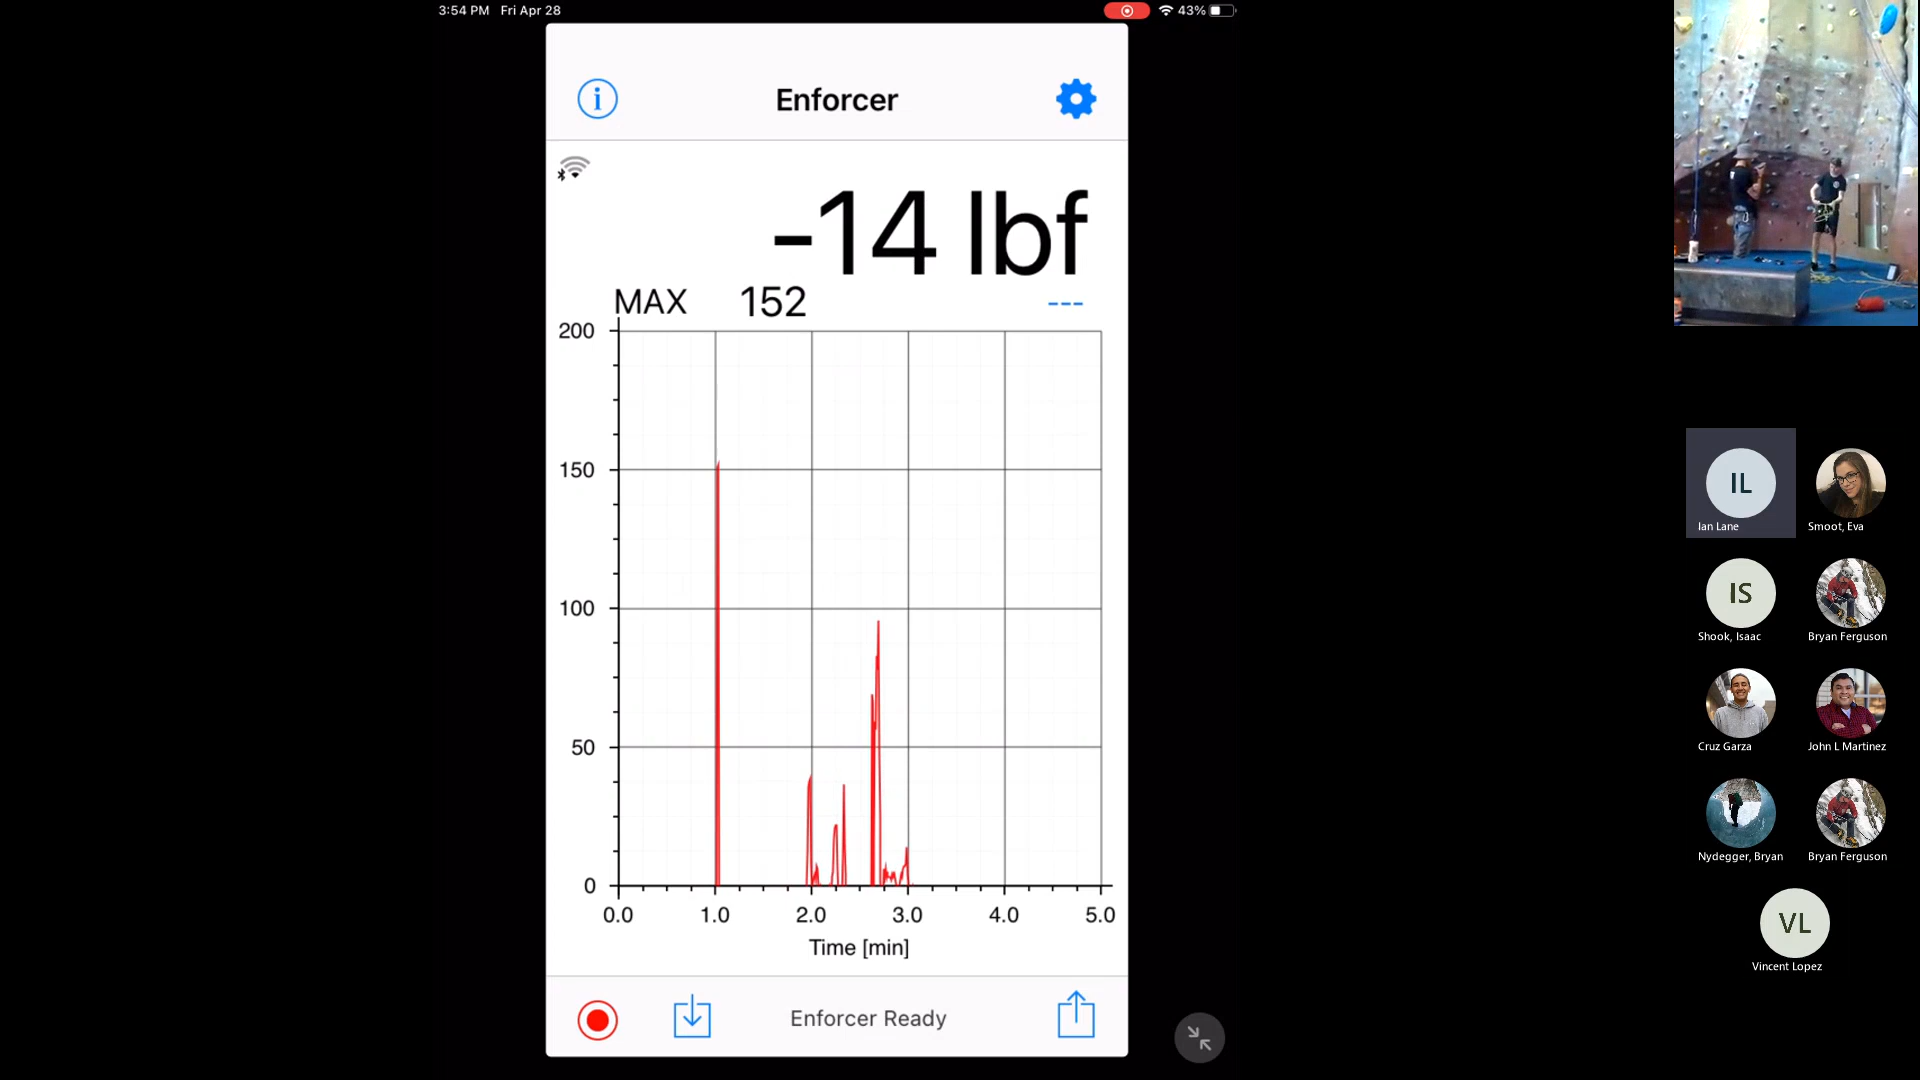 3:54 PM Fri Apr 28
43%
Enforcer
-14 lbf
MAX 152
---
200
150
100
50
0
0.0 1.0 2.0 3.0 4.0 5.0
Time [min]
Enforcer Ready
IL
Ian Lane
Smoot, Eva
IS
Shook, Isaac
Bryan Ferguson
Cruz Garza
John L Martinez
Nydegger, Bryan
Bryan Ferguson
VL
Vincent Lopez